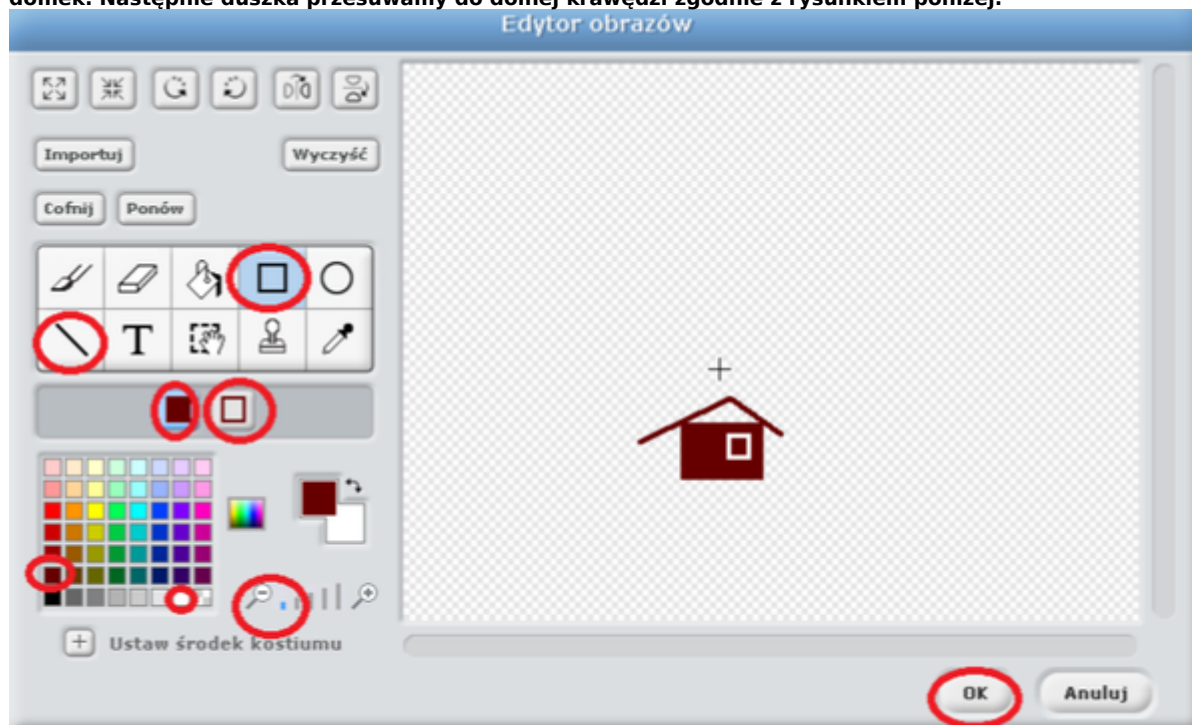 domek. Następnie duszka przesuwamy do dolnej krawędzi zgodnie z rysunkiem poniżej.
Edytor obrazów
Importuj
Wyczyść
Cofnij
Ponów
T
Ustaw środek kostiumu
OK
Anuluj